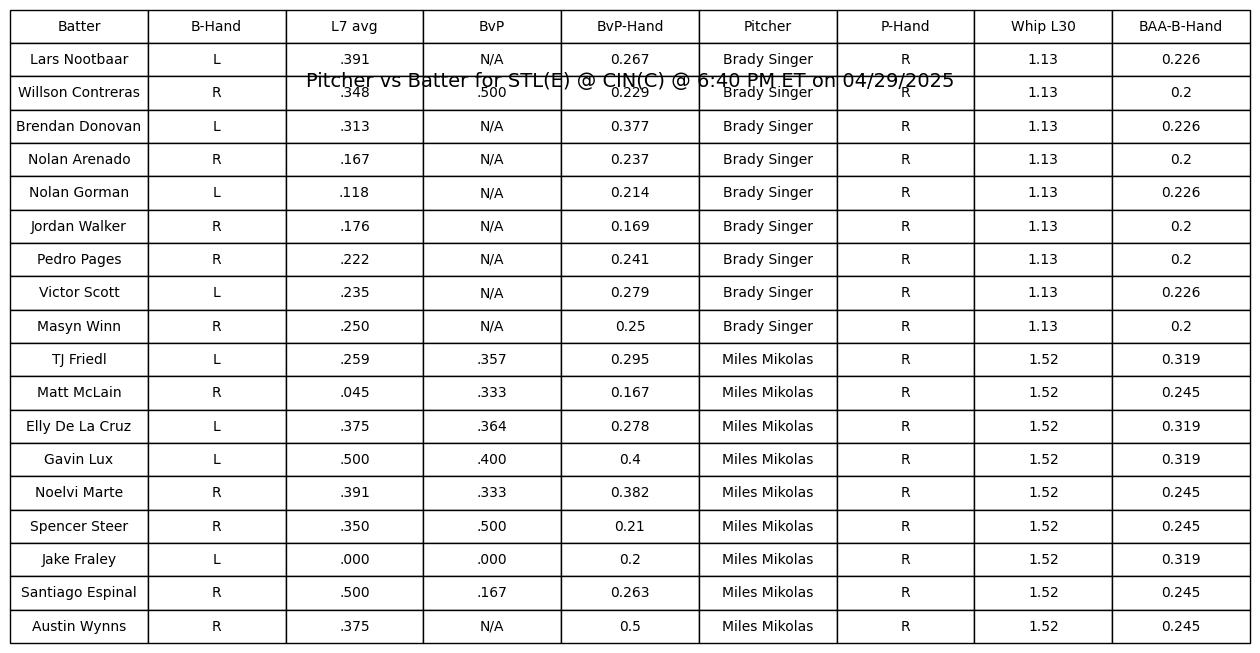 Batter B-Hand L7 avg BvP BvP-Hand Pitcher P-Hand Whip L30 BAA-B-Hand
Lars Nootbaar L .391 N/A 0.267 Brady Singer R 1.13 0.226
Pitcher vs Batter for STL(E) @ CIN(C) @ 6:40 PM ET on 04/29/2025
Willson Contreras R .348 .500 0.229 Brady Singer R 1.13 0.2
Brendan Donovan L .313 N/A 0.377 Brady Singer R 1.13 0.226
Nolan Arenado R .167 N/A 0.237 Brady Singer R 1.13 0.2
Nolan Gorman L .118 N/A 0.214 Brady Singer R 1.13 0.226
Jordan Walker R .176 N/A 0.169 Brady Singer R 1.13 0.2
Pedro Pages R .222 N/A 0.241 Brady Singer R 1.13 0.2
Victor Scott L .235 N/A 0.279 Brady Singer R 1.13 0.226
Masyn Winn R .250 N/A 0.25 Brady Singer R 1.13 0.2
TJ Friedl L .259 .357 0.295 Miles Mikolas R 1.52 0.319
Matt McLain R .045 .333 0.167 Miles Mikolas R 1.52 0.245
Elly De La Cruz L .375 .364 0.278 Miles Mikolas R 1.52 0.319
Gavin Lux L .500 .400 0.4 Miles Mikolas R 1.52 0.319
Noelvi Marte R .391 .333 0.382 Miles Mikolas R 1.52 0.245
Spencer Steer R .350 .500 0.21 Miles Mikolas R 1.52 0.245
Jake Fraley L .000 .000 0.2 Miles Mikolas R 1.52 0.319
Santiago Espinal R .500 .167 0.263 Miles Mikolas R 1.52 0.245
Austin Wynns R .375 N/A 0.5 Miles Mikolas R 1.52 0.245